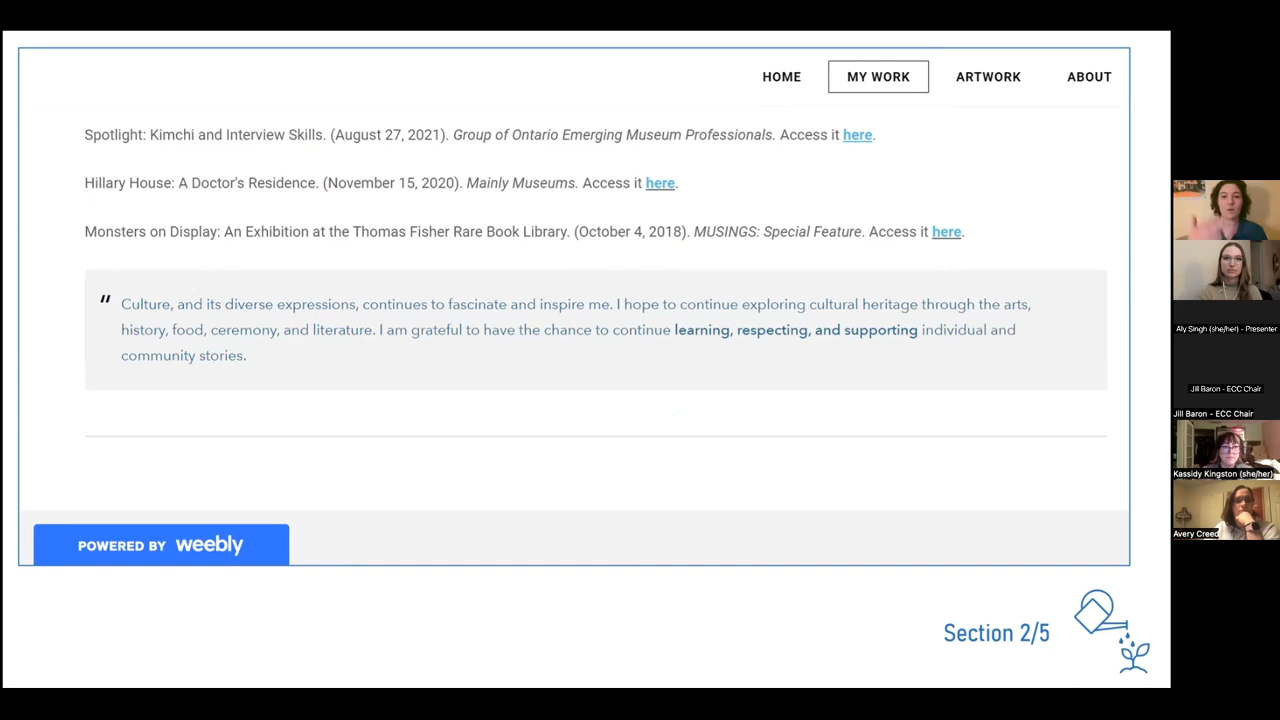 HOME MY WORK ARTWORK ABOUT
Spotlight: Kimchi and Interview Skills. (August 27, 2021). Group of Ontario Emerging Museum Professionals. Access it here.
Hillary House: A Doctor's Residence. (November 15, 2020). Mainly Museums. Access it here.
Monsters on Display: An Exhibition at the Thomas Fisher Rare Book Library. (October 4, 2018). MUSINGS: Special Feature. Access it here.
" Culture, and its diverse expressions, continues to fascinate and inspire me. I hope to continue exploring cultural heritage through the arts,
history, food, ceremony, and literature. I am grateful to have the chance to continue learning, respecting, and supporting individual and
community stories.
POWERED BY weebly
Section 2/5
Aly Singh (she/her) - Presenter
Jill Baron - ECC Chair
Jill Baron - ECC Chair
Kassidy Kingston (she/her)
Avery Creed